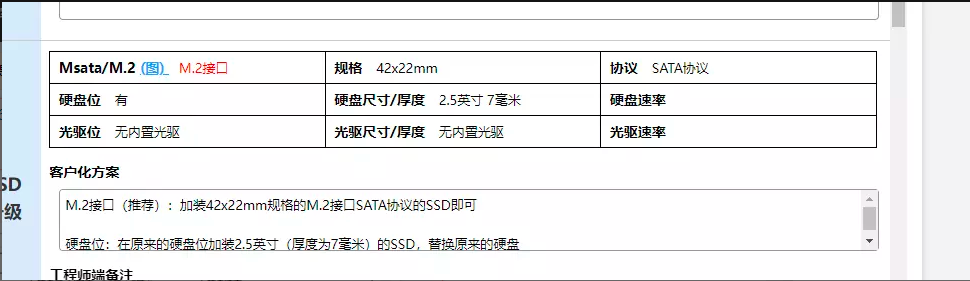 Msata/M.2 (图) M.2接口 规格 42x22mm 协议 SATA协议
硬盘位 有 硬盘尺寸/厚度 2.5英寸 7毫米 硬盘速率
光驱位 无内置光驱 光驱尺寸/厚度 无内置光驱 光驱速率
客户化方案
SD
级
M.2接口（推荐）：加装42x22mm规格的M.2接口SATA协议的SSD即可
硬盘位：在原来的硬盘位加装2.5英寸（厚度为7毫米）的SSD，替换原来的硬盘
工程师端备注